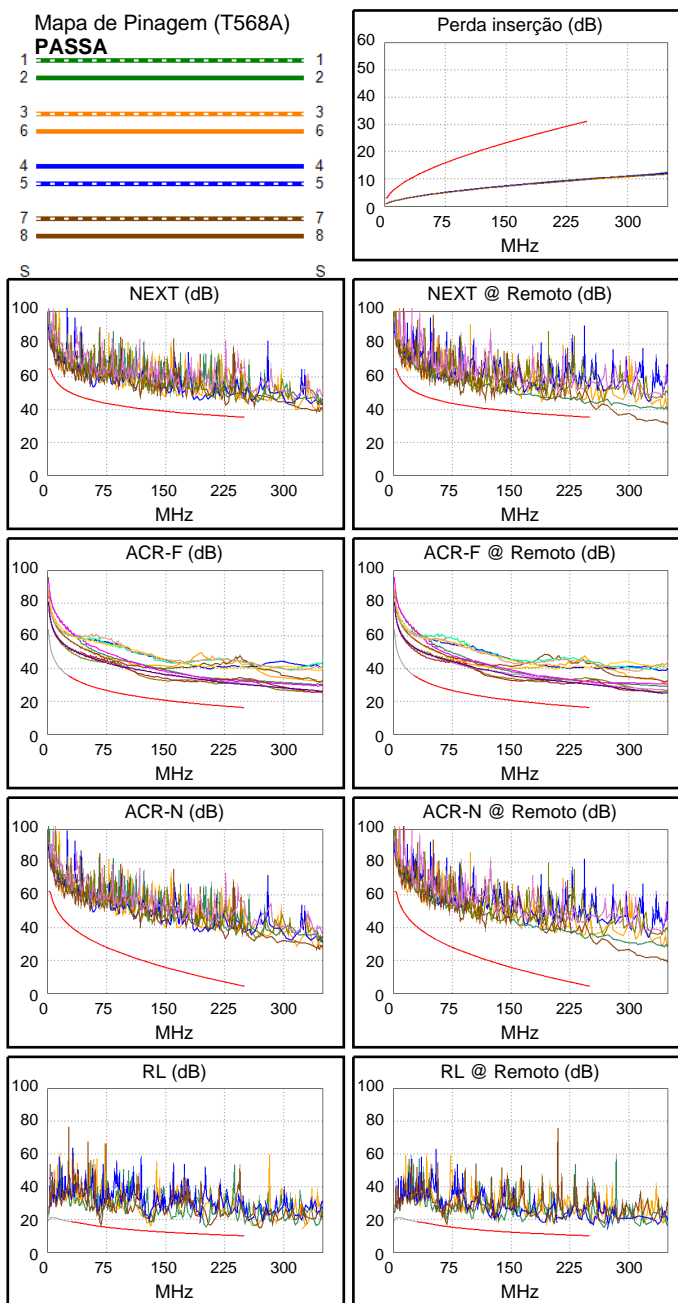 Mapa de Pinagem (T568A)
PASSA
1 1
2 2
3 3
6 6
4 4
5 5
7 7
8 8
S S
Perda inserção (dB)
60
50
40
30
20
10
0
0 75 150 225 300
MHz
NEXT (dB)
100
80
60
40
20
0
0 75 150 225 300
MHz
NEXT @ Remoto (dB)
100
80
60
40
20
0
0 75 150 225 300
MHz
ACR-F (dB)
100
80
60
40
20
0
0 75 150 225 300
MHz
ACR-F @ Remoto (dB)
100
80
60
40
20
0
0 75 150 225 300
MHz
ACR-N (dB)
100
80
60
40
20
0
0 75 150 225 300
MHz
ACR-N @ Remoto (dB)
100
80
60
40
20
0
0 75 150 225 300
MHz
RL (dB)
100
80
60
40
20
0
0 75 150 225 300
MHz
RL @ Remoto (dB)
100
80
60
40
20
0
0 75 150 225 300
MHz